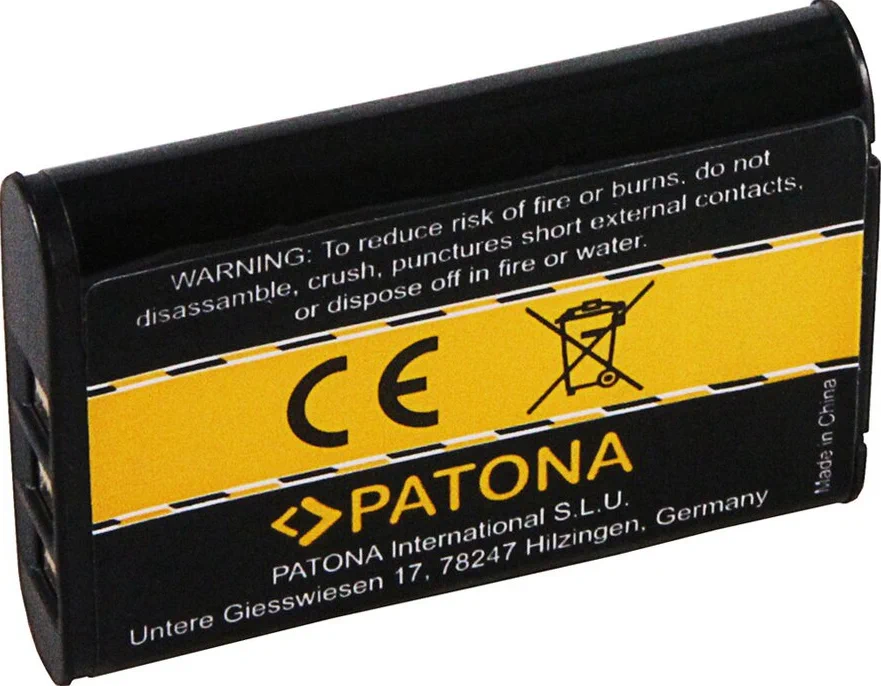 WARNING: To reduce risk of fire or burns. do not
disassamble, crush, punctures short external contacts,
or dispose off in fire or water.
CE
Made in China
PATONA
PATONA International S.L.U.
Untere Giesswiesen 17, 78247 Hilzingen, Germany